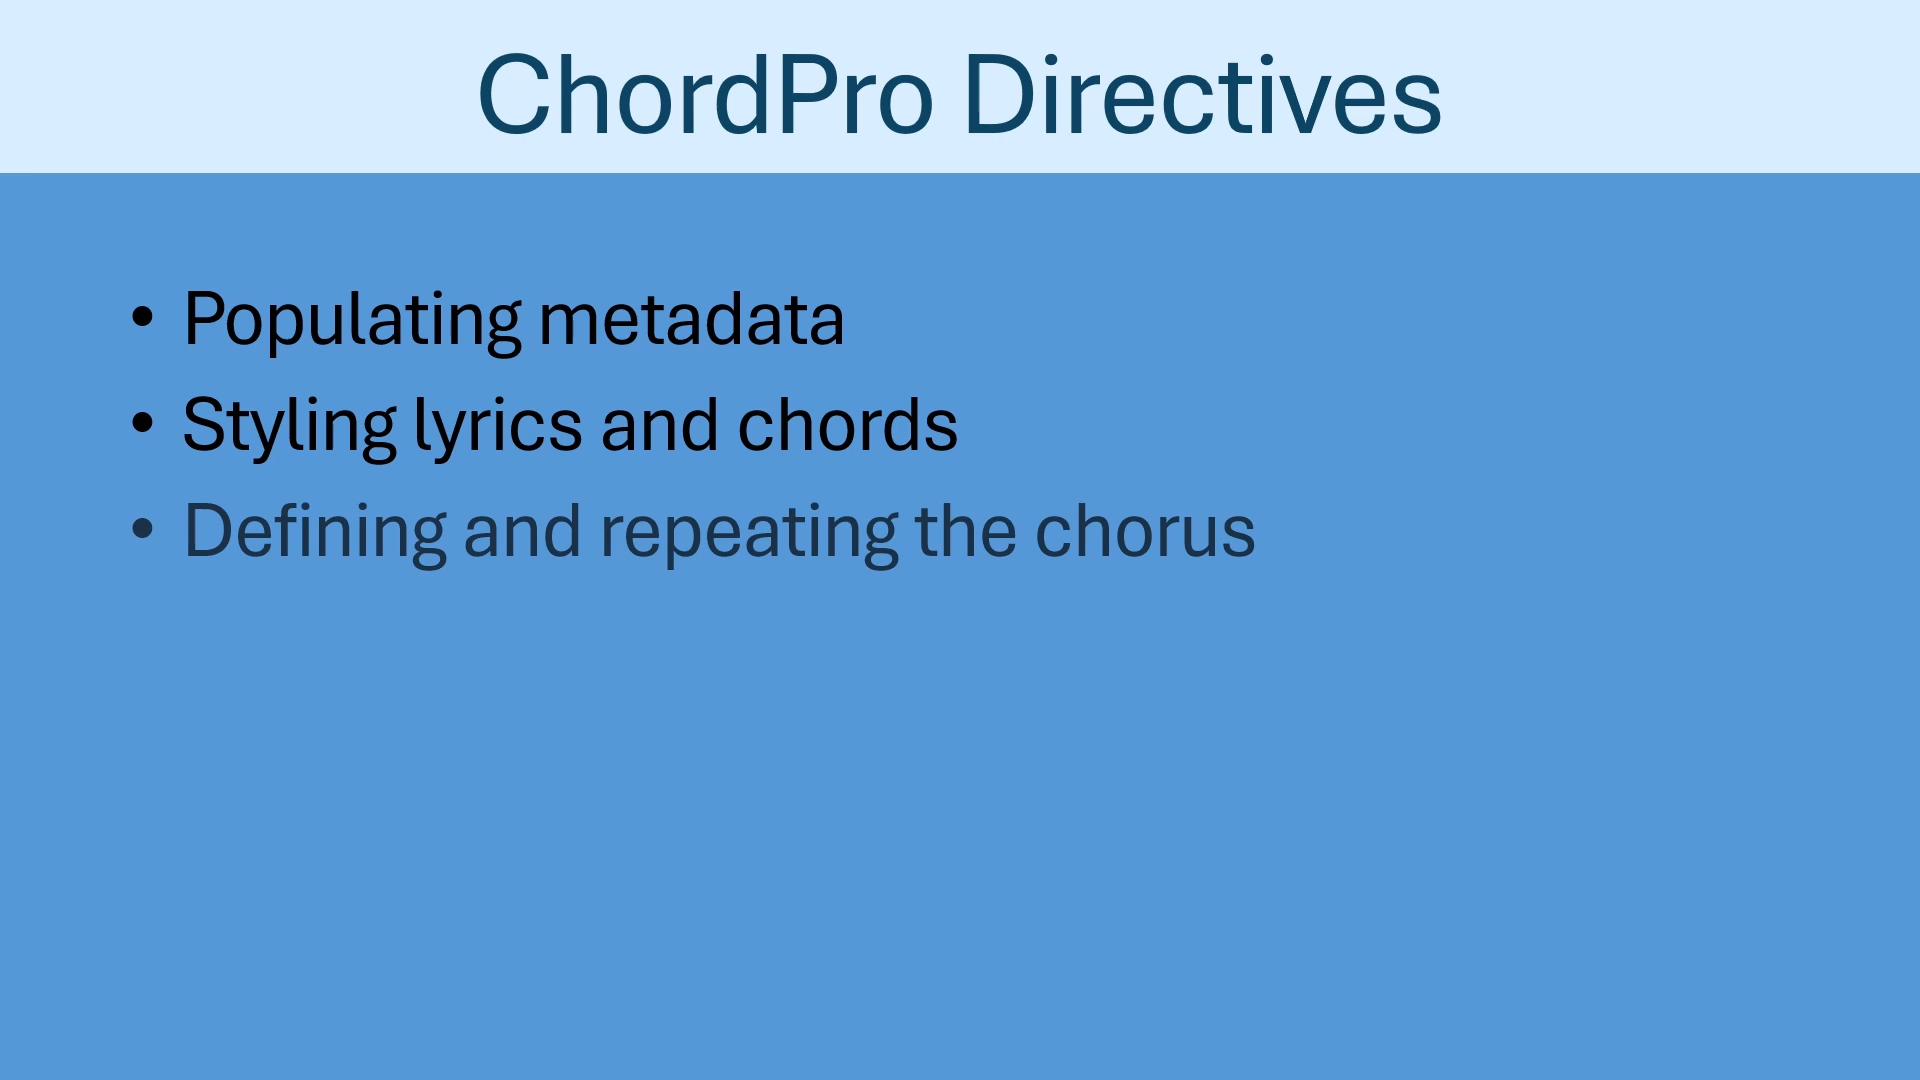 ChordPro Directives
• Populating metadata
• Styling lyrics and chords
• Defining and repeating the chorus